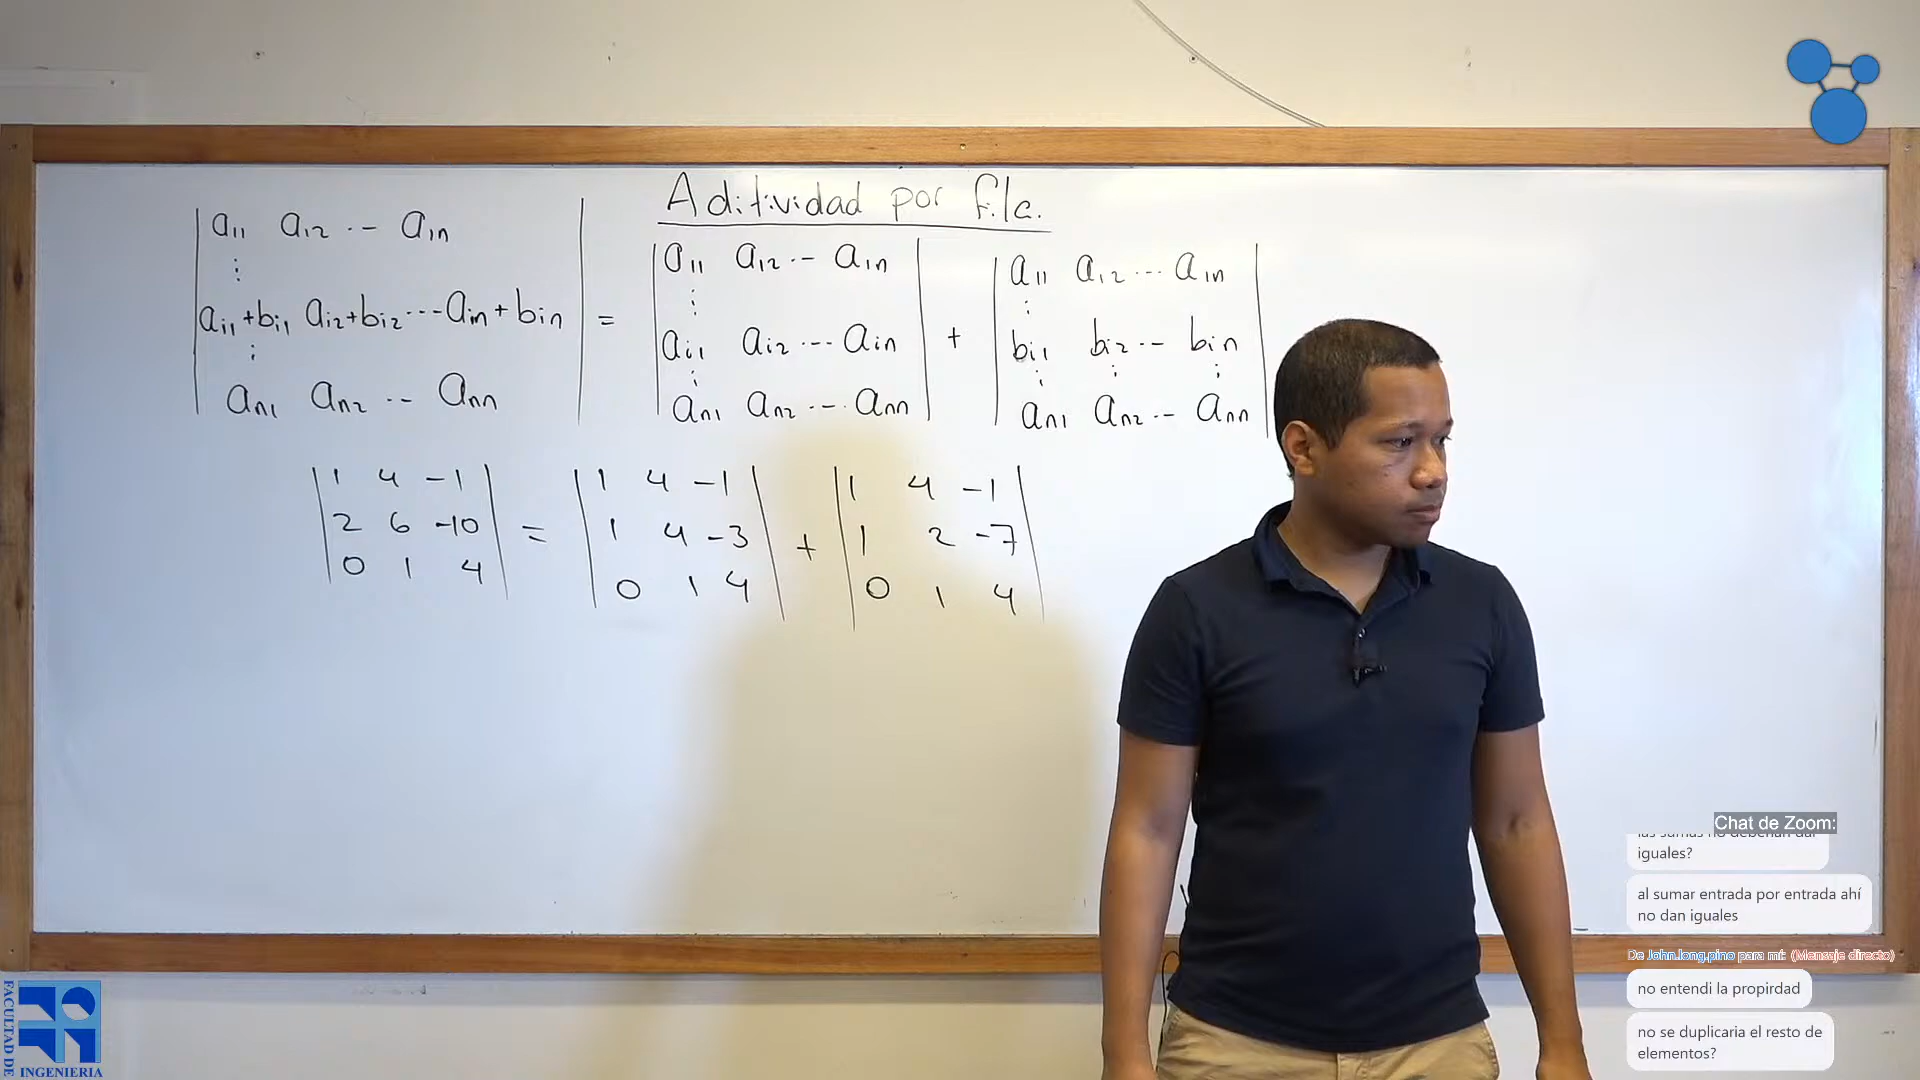 Aditividad por fila.
| a11 a12 ·- a1n | | a11 a12 ·- a1n | | a11 a12 ··· a1n |
| ⋮ | | ⋮ | | ⋮ |
| ai1+bi1 ai2+bi2 ··· ain+bin | = | ai1 ai2 --- ain | + | bi1 bi2 -- bin |
| ⋮ | | ⋮ | | ⋮ ⋮ ⋮ |
| an1 an2 -- ann | | an1 an2 --· ann | | an1 an2 -- ann |
| 1 4 -1 | | 1 4 -1 | | 1 4 -1 |
| 2 6 -10 | = | 1 4 -3 | + | 1 2 -7 |
| 0 1 4 | | 0 1 4 | | 0 1 4 |
Chat de Zoom:
iguales?
al sumar entrada por entrada ahí
no dan iguales
De John.long.pino para mí: (Mensaje directo)
no entendi la propirdad
no se duplicaria el resto de
elementos?
FACULTAD DE
INGENIERIA